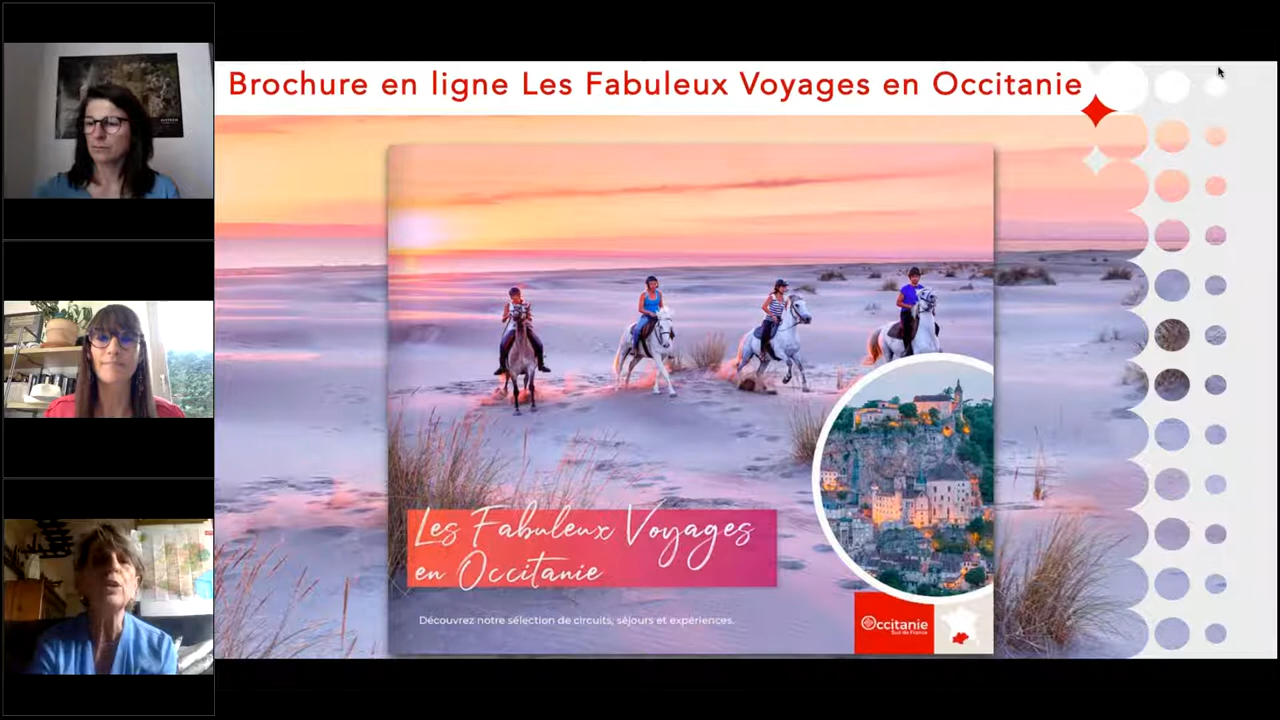 Brochure en ligne Les Fabuleux Voyages en Occitanie
Les Fabuleux Voyages
en Occitanie
Découvrez notre sélection de circuits, séjours et expériences.
Occitanie
Sud de France